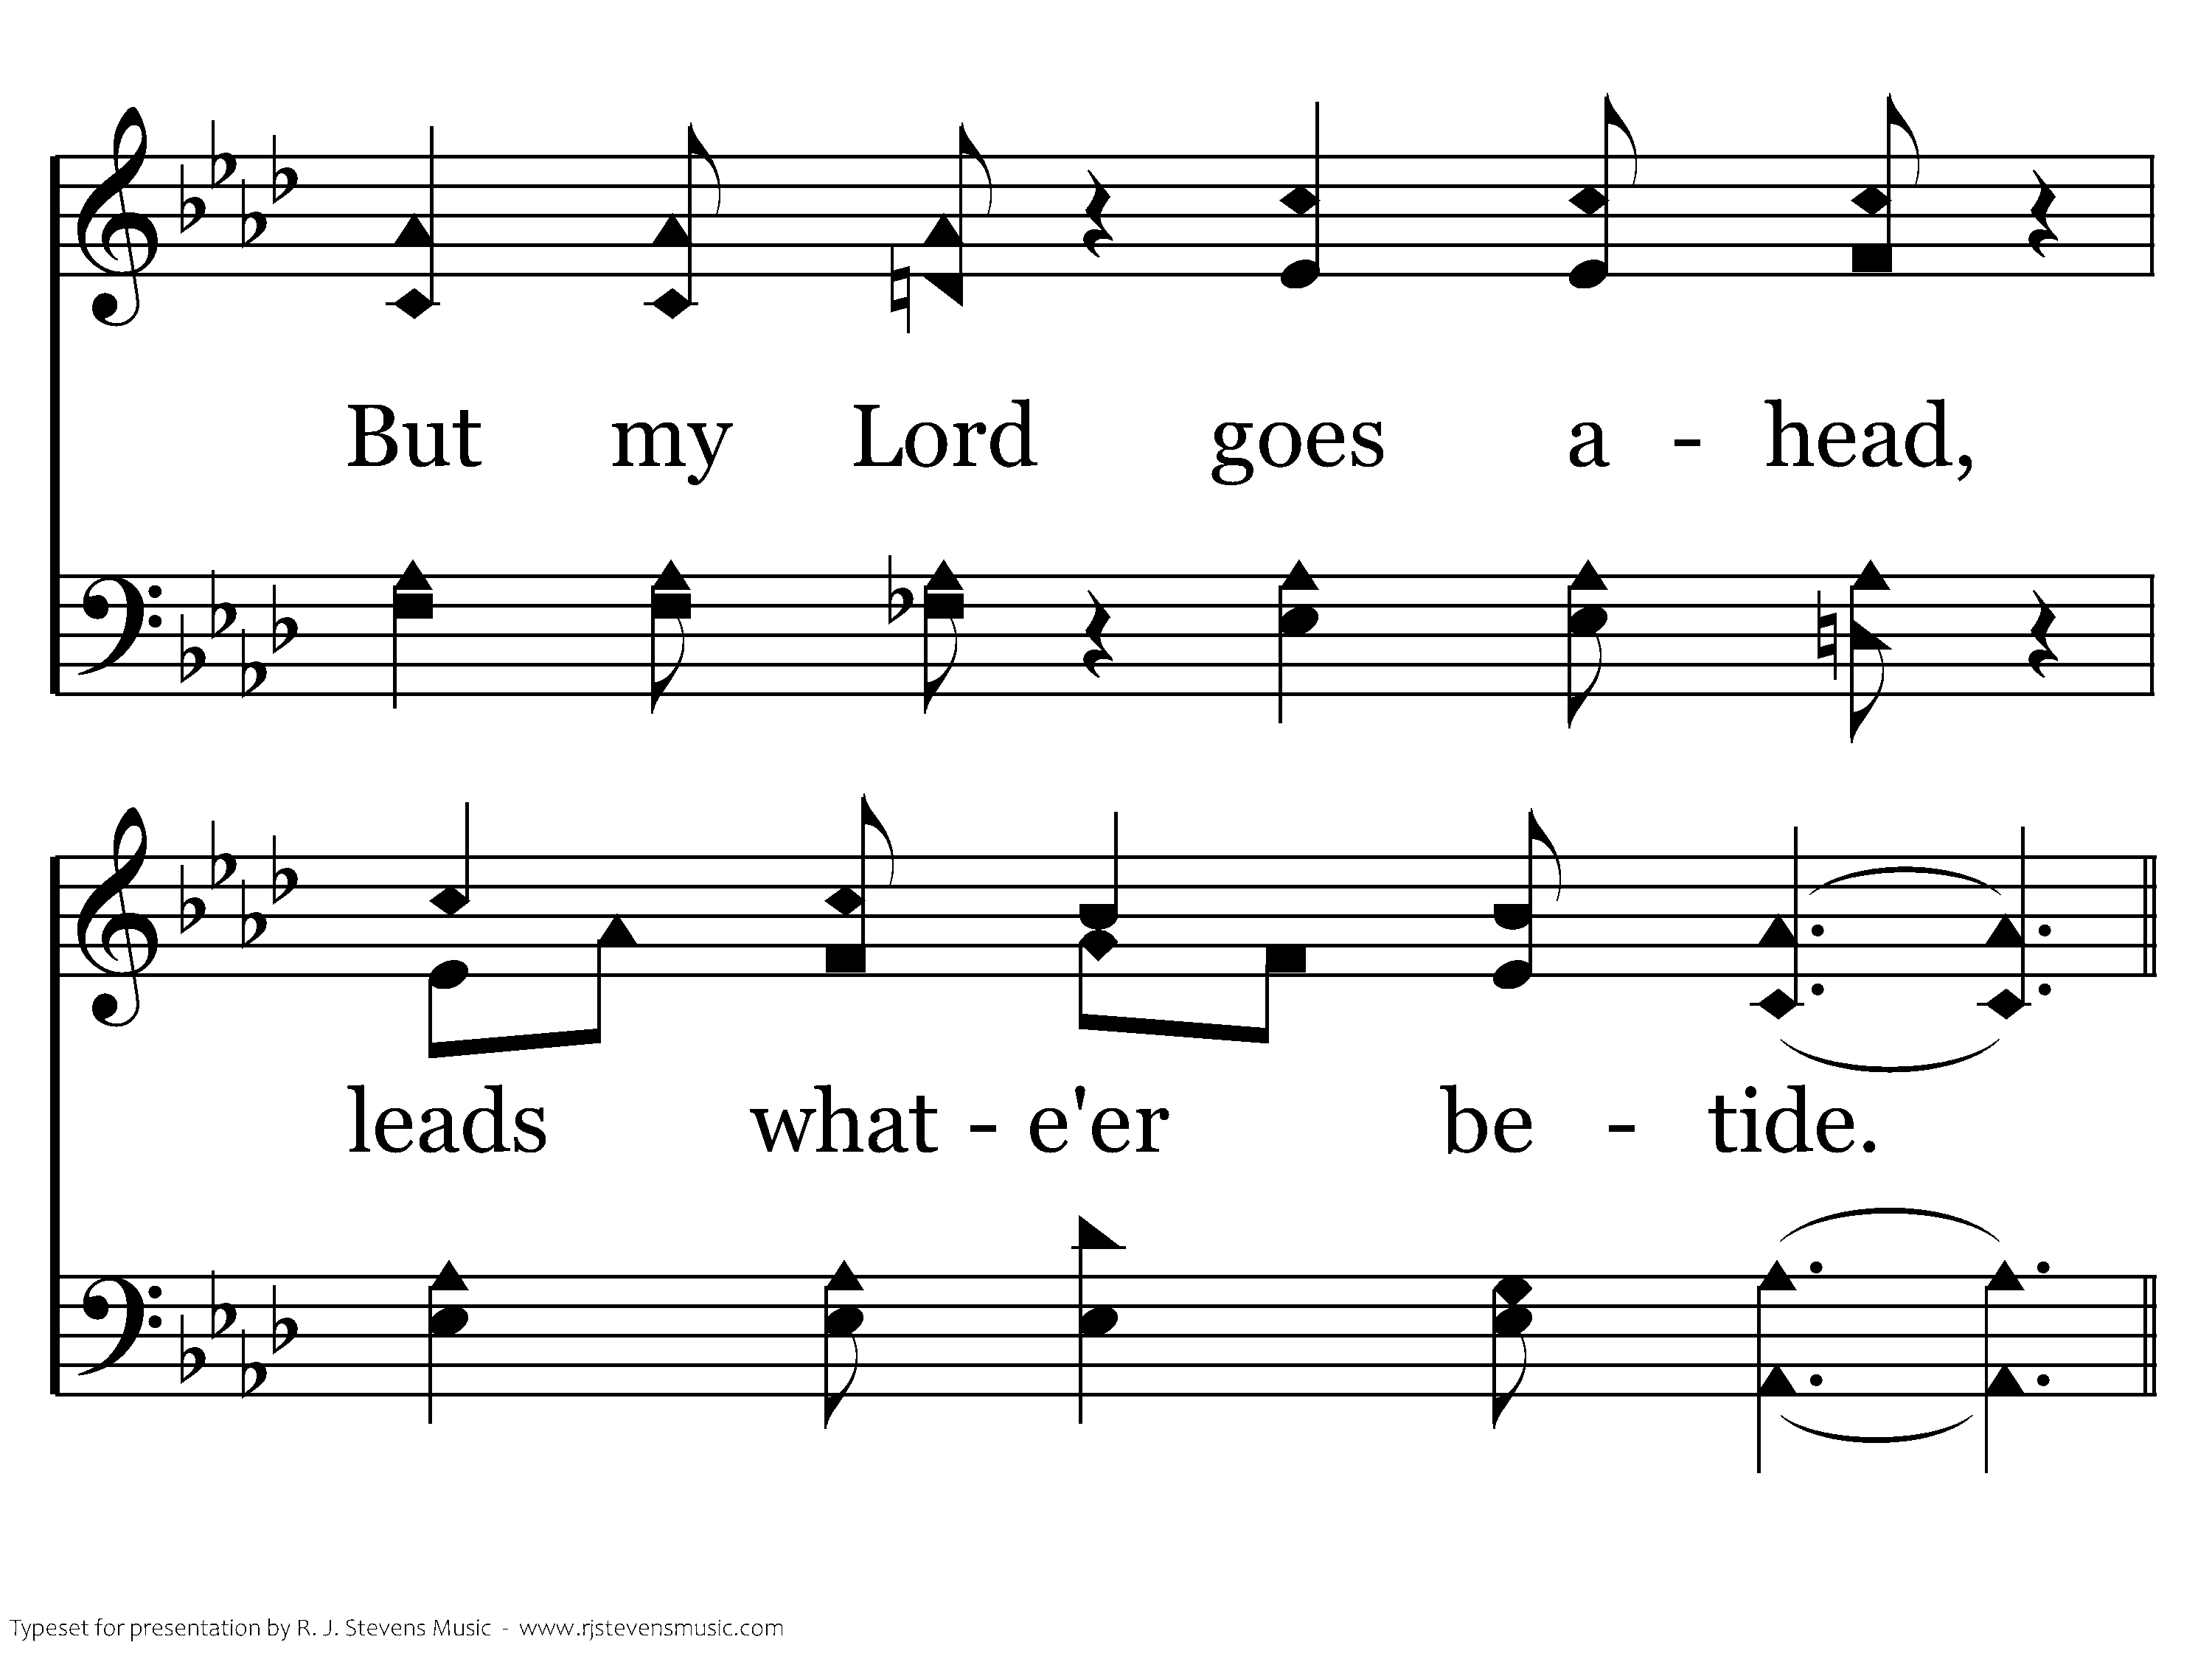 But my Lord goes a - head,
leads what - e'er be - tide.
Typeset for presentation by R. J. Stevens Music - www.rjstevensmusic.com